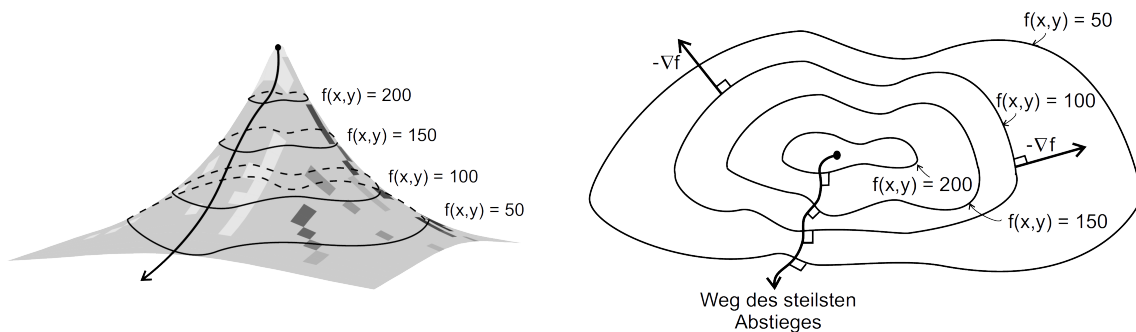 f(x,y) = 200
f(x,y) = 150
f(x,y) = 100
f(x,y) = 50
f(x,y) = 50
-∇f
f(x,y) = 100
-∇f
f(x,y) = 200
f(x,y) = 150
Weg des steilsten
Abstieges